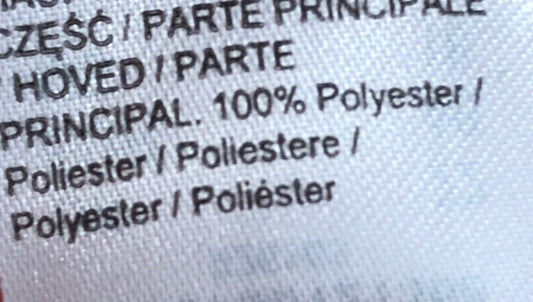 CZĘŚĆ / PARTE PRINCIPALE
HOVED / PARTE
PRINCIPAL. 100% Polyester /
Poliester / Poliestere /
Polyester / Poliéster